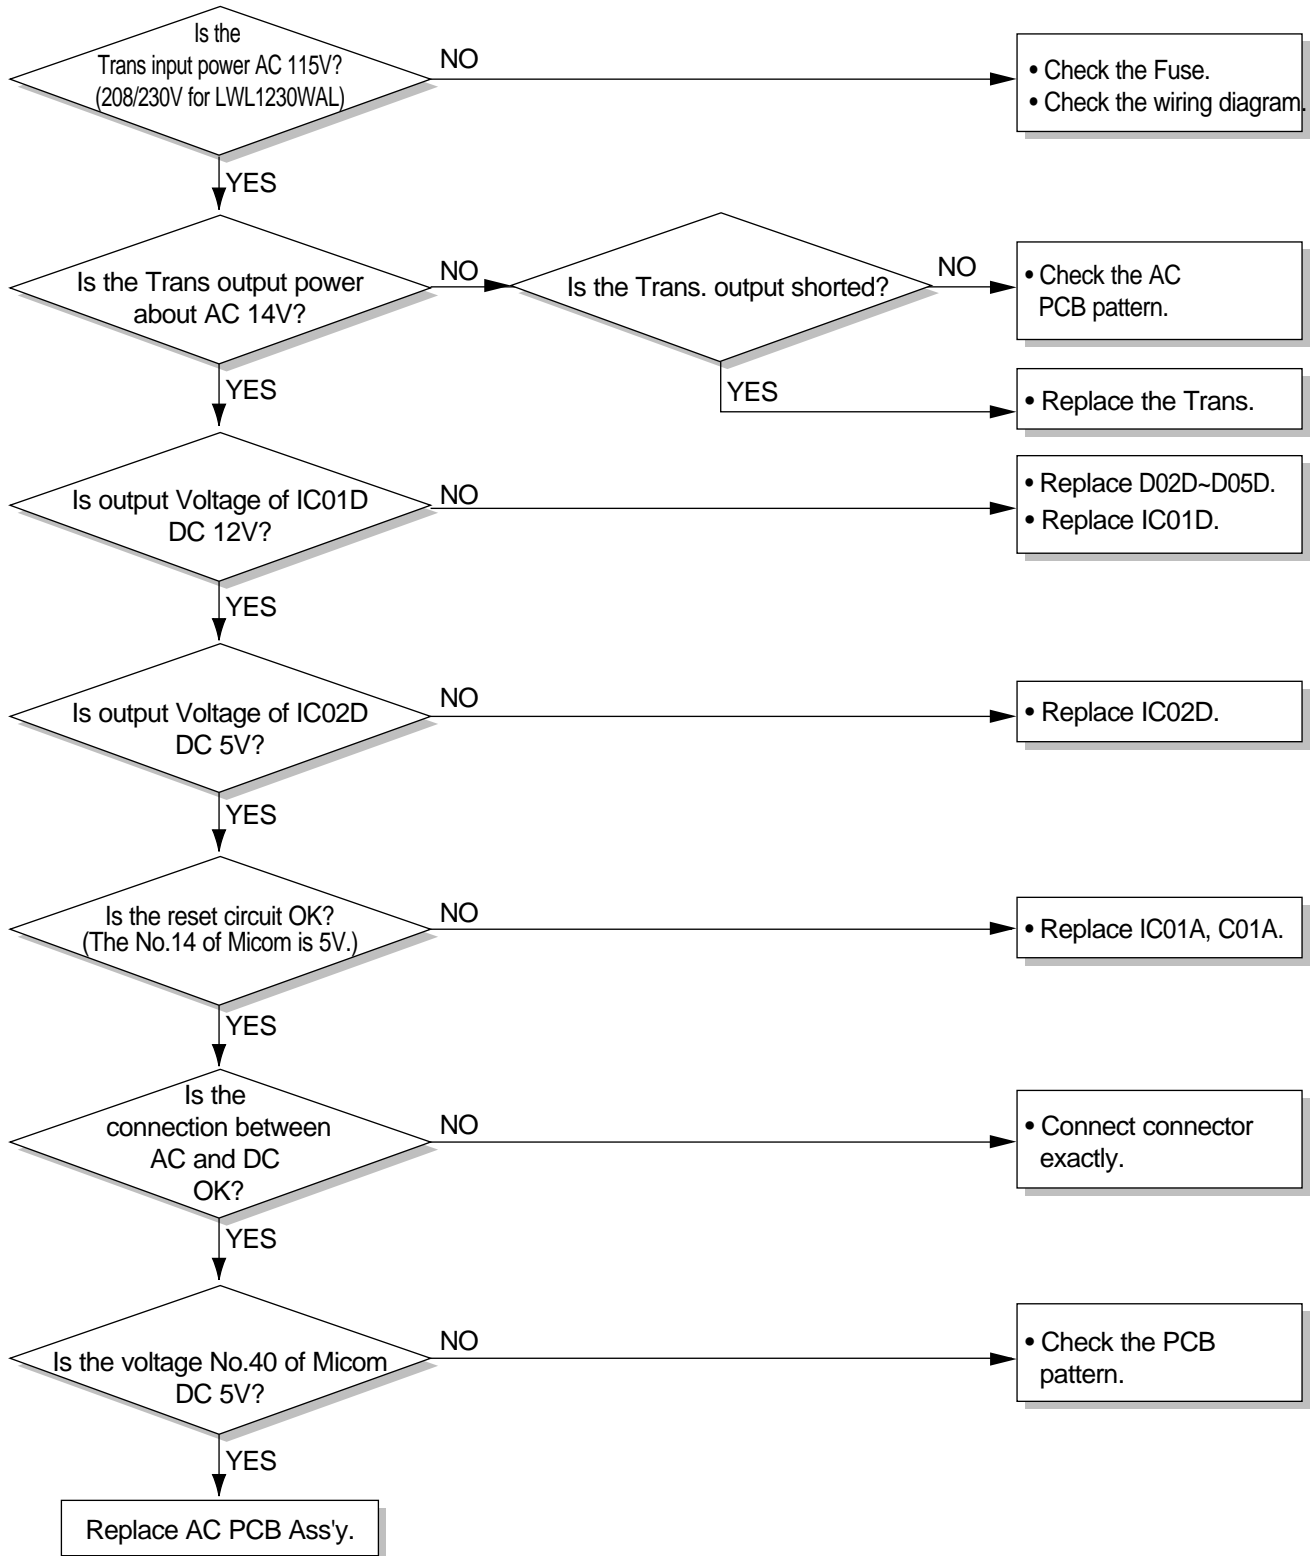 Is the
Trans input power AC 115V?
(208/230V for LWL1230WAL)
NO
• Check the Fuse.
• Check the wiring diagram.
YES
Is the Trans output power
about AC 14V?
NO
Is the Trans. output shorted?
NO
• Check the AC
PCB pattern.
YES
YES
• Replace the Trans.
Is output Voltage of IC01D
DC 12V?
NO
• Replace D02D~D05D.
• Replace IC01D.
YES
Is output Voltage of IC02D
DC 5V?
NO
• Replace IC02D.
YES
Is the reset circuit OK?
(The No.14 of Micom is 5V.)
NO
• Replace IC01A, C01A.
YES
Is the
connection between
AC and DC
OK?
NO
• Connect connector
exactly.
YES
Is the voltage No.40 of Micom
DC 5V?
NO
• Check the PCB
pattern.
YES
Replace AC PCB Ass'y.